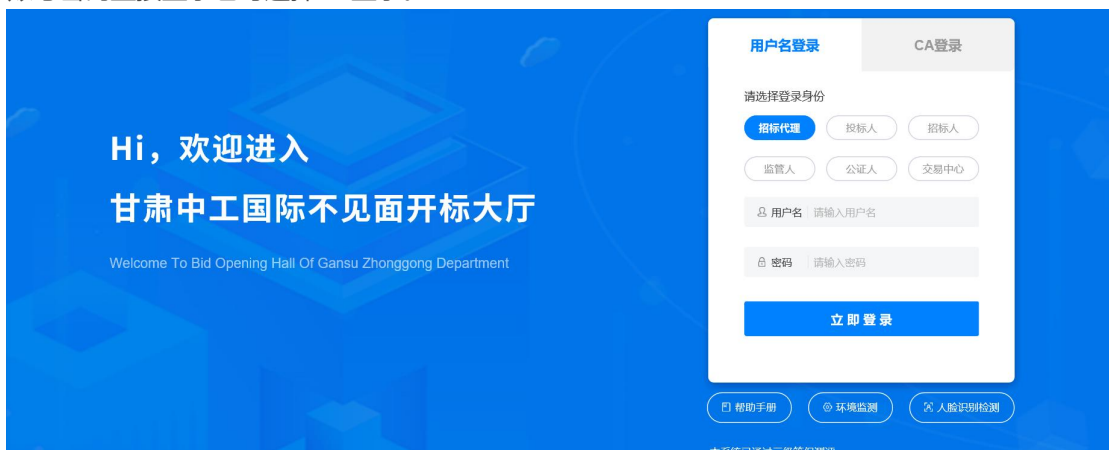 用户名登录
CA登录
请选择登录身份
招标代理
投标人
招标人
监管人
公证人
交易中心
用户名 请输入用户名
密码 请输入密码
立即登录
Hi，欢迎进入
甘肃中工国际不见面开标大厅
Welcome To Bid Opening Hall Of Gansu Zhonggong Department
帮助手册
环境监测
人脸识别检测